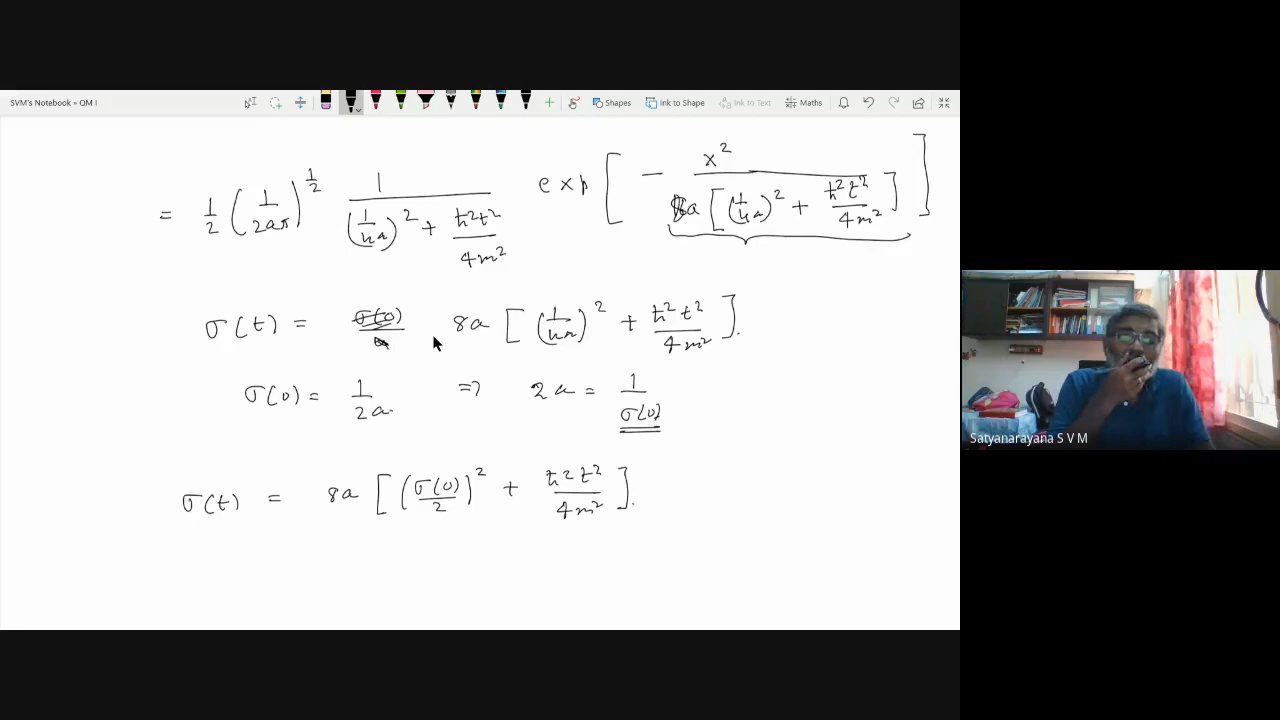 SVM's Notebook » QM I
Shapes Ink to Shape Ink to Text Maths
= 1/2 (1/2aπ)^1/2 1/((1/4a)^2 + ħ^2t^2/4m^2) exp[ - x^2/(8a[(1/4a)^2 + ħ^2t^2/4m^2]) ]
σ(t) = 8a [ (1/4a)^2 + ħ^2t^2/4m^2 ].
σ(0) = 1/2a. ⇒ 2a = 1/σ(0)
σ(t) = 8a [ (σ(0)/2)^2 + ħ^2t^2/4m^2 ].
Satyanarayana S V M